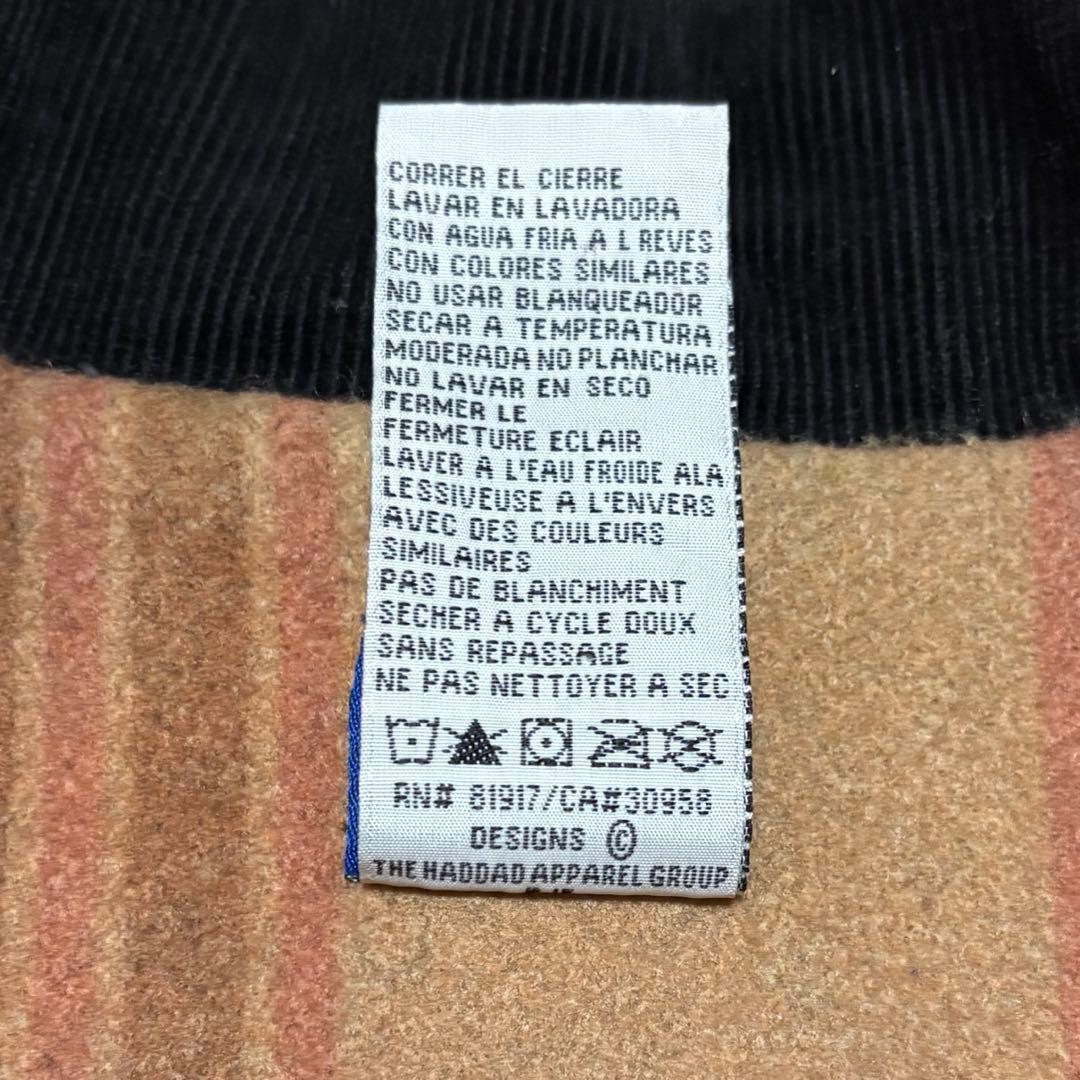 CORRER EL CIERRE
LAVAR EN LAVADORA
CON AGUA FRIA A L REVES
CON COLORES SIMILARES
NO USAR BLANQUEADOR
SECAR A TEMPERATURA
MODERADA NO PLANCHAR
NO LAVAR EN SECO
FERMER LE
FERMETURE ECLAIR
LAVER A L'EAU FROIDE ALA
LESSIVEUSE A L'ENVERS
AVEC DES COULEURS
SIMILAIRES
PAS DE BLANCHIMENT
SECHER A CYCLE DOUX
SANS REPASSAGE
NE PAS NETTOYER A SEC
RN# 81917/CA#30958
DESIGNS ©
THE HADDAD APPAREL GROUP